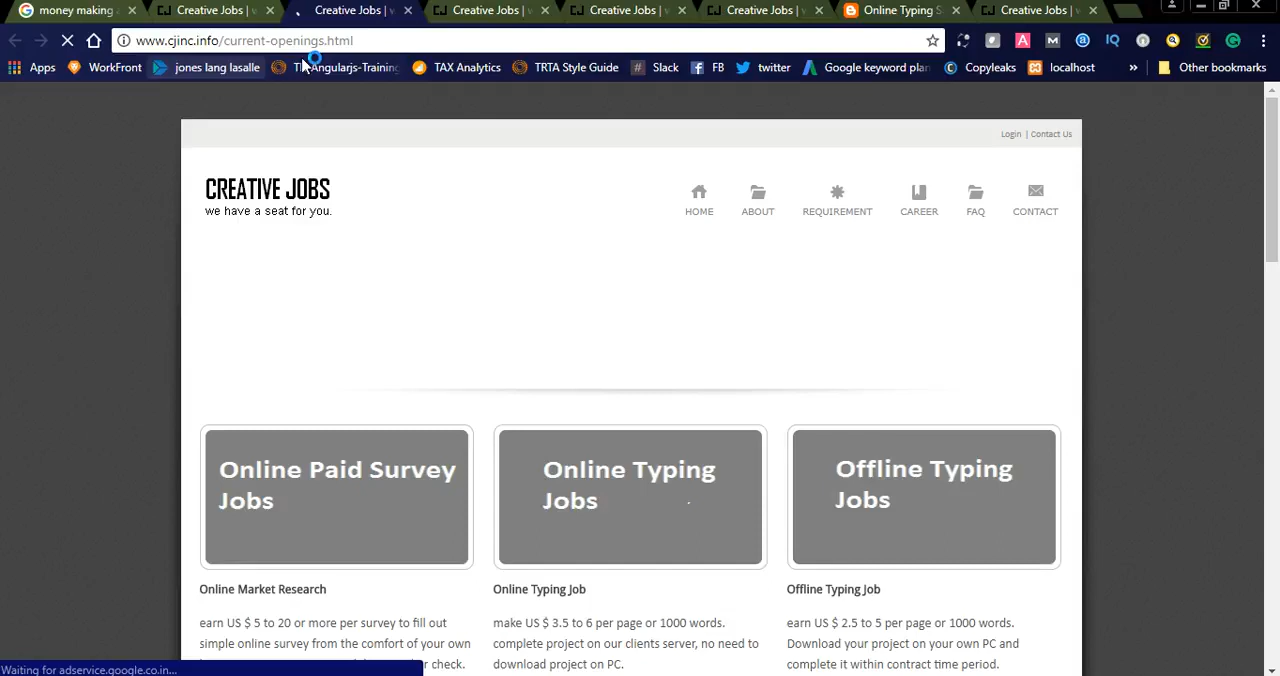 money making
Creative Jobs | w
Creative Jobs | w
Creative Jobs | w
Creative Jobs | w
Creative Jobs | w
Online Typing S
Creative Jobs | w
www.cjinc.info/current-openings.html
Apps
WorkFront
jones lang lasalle
Angularjs-Training
TAX Analytics
TRTA Style Guide
Slack
FB
twitter
Google keyword plan
Copyleaks
localhost
»
Other bookmarks
Login | Contact Us
CREATIVE JOBS
we have a seat for you.
HOME
ABOUT
REQUIREMENT
CAREER
FAQ
CONTACT
Online Paid Survey
Jobs
Online Typing
Jobs
Offline Typing
Jobs
Online Market Research
earn US $ 5 to 20 or more per survey to fill out
simple online survey from the comfort of your own
check.
Online Typing Job
make US $ 3.5 to 6 per page or 1000 words.
complete project on our clients server, no need to
download project on PC.
Offline Typing Job
earn US $ 2.5 to 5 per page or 1000 words.
Download your project on your own PC and
complete it within contract time period.
Waiting for adservice.google.co.in...